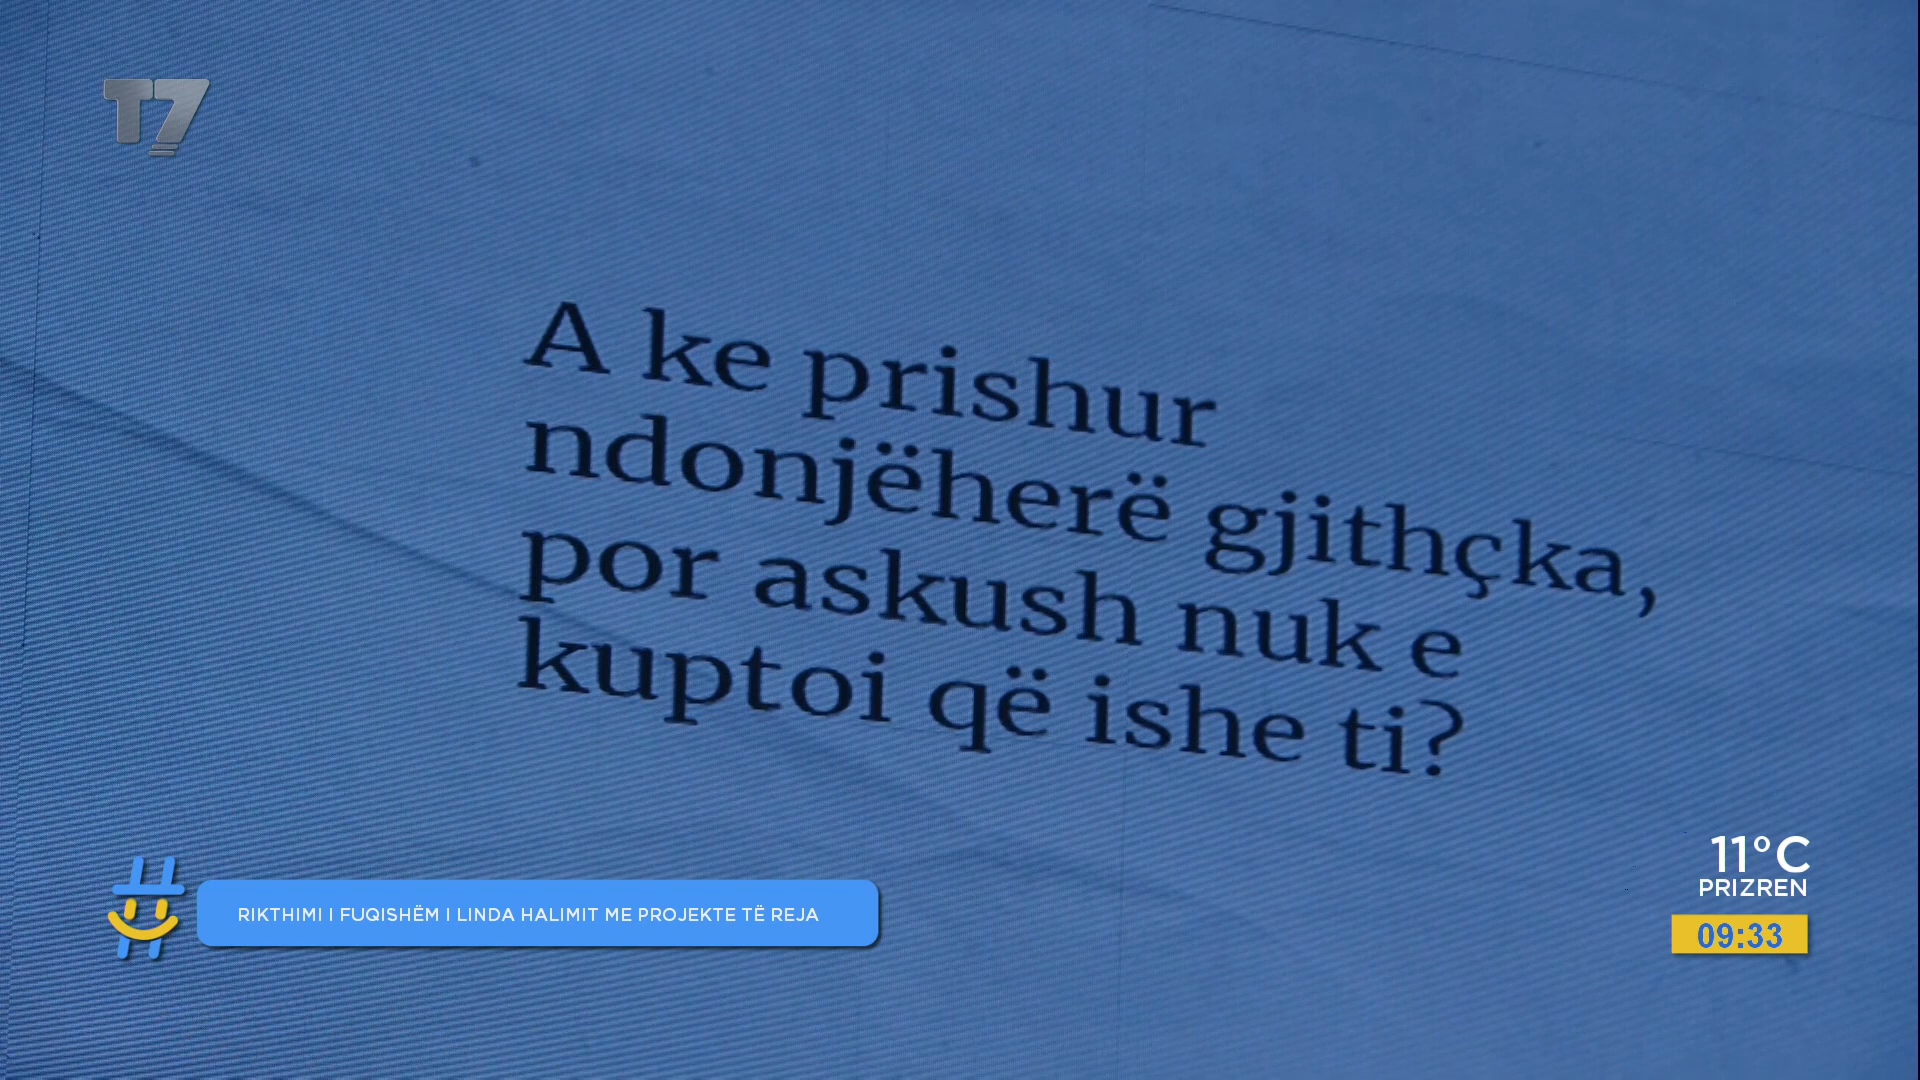 T7
A ke prishur
ndonjëherë gjithçka,
por askush nuk e
kuptoi që ishe ti?
11°C
PRIZREN
RIKTHIMI I FUQISHËM I LINDA HALIMIT ME PROJEKTE TË REJA
09:33